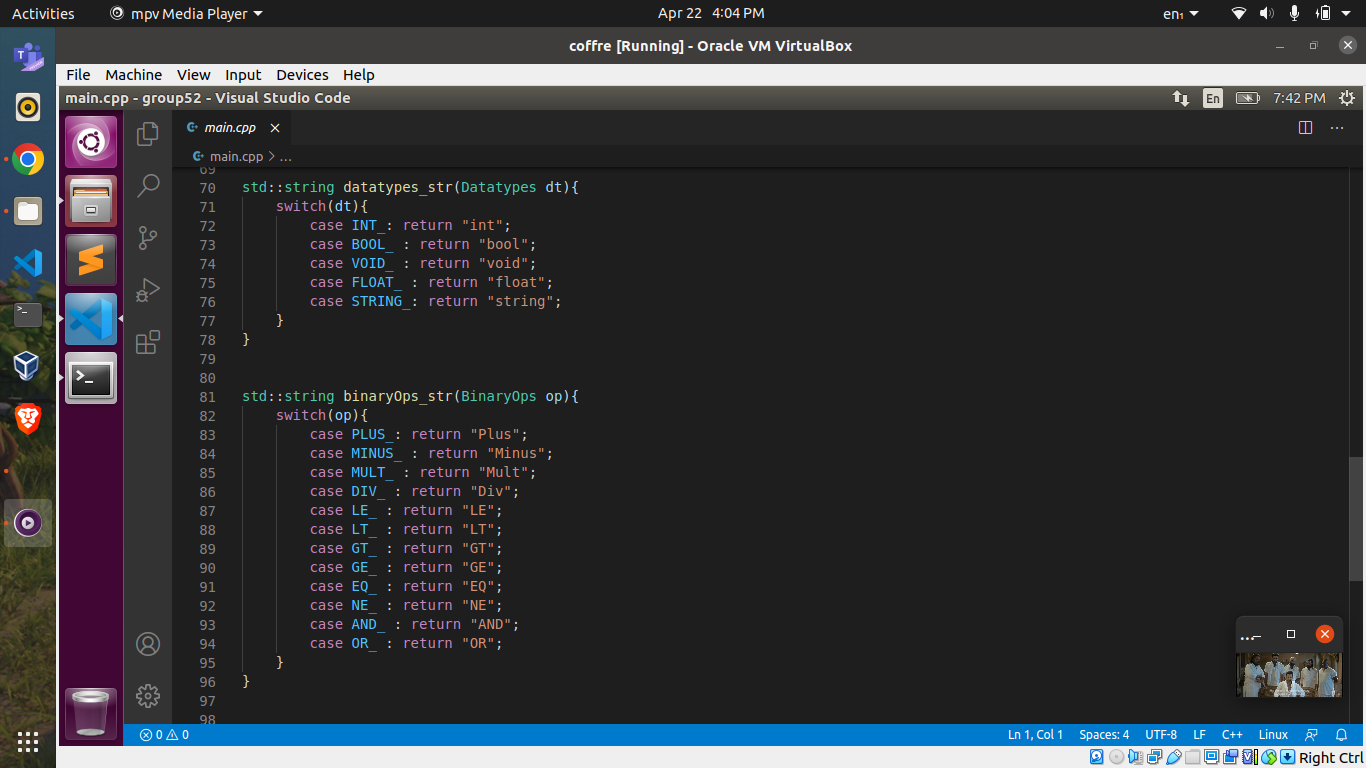 Activities mpv Media Player Apr 22 4:04 PM en₁
coffre [Running] - Oracle VM VirtualBox
File Machine View Input Devices Help
main.cpp - group52 - Visual Studio Code En 7:42 PM
main.cpp
main.cpp > ...
69
70 std::string datatypes_str(Datatypes dt){
71 switch(dt){
72 case INT_: return "int";
73 case BOOL_ : return "bool";
74 case VOID_ : return "void";
75 case FLOAT_ : return "float";
76 case STRING_: return "string";
77 }
78 }
79
80
81 std::string binaryOps_str(BinaryOps op){
82 switch(op){
83 case PLUS_: return "Plus";
84 case MINUS_ : return "Minus";
85 case MULT_ : return "Mult";
86 case DIV_ : return "Div";
87 case LE_ : return "LE";
88 case LT_ : return "LT";
89 case GT_ : return "GT";
90 case GE_ : return "GE";
91 case EQ_ : return "EQ";
92 case NE_ : return "NE";
93 case AND_ : return "AND";
94 case OR_ : return "OR";
95 }
96 }
97
98
0 0 Ln 1, Col 1 Spaces: 4 UTF-8 LF C++ Linux
Right Ctrl